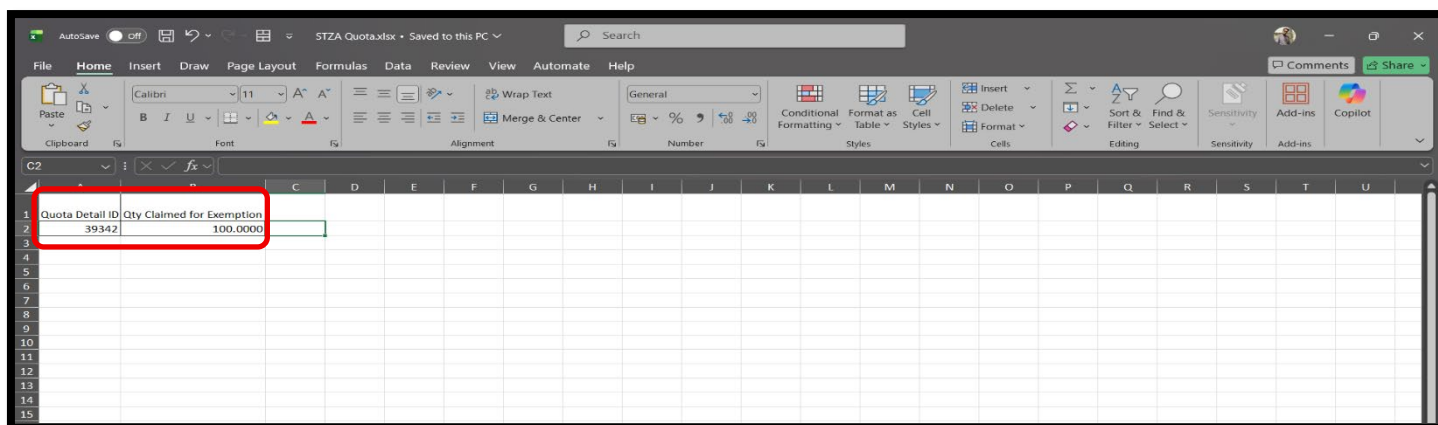 AutoSave Off STZA Quota.xlsx • Saved to this PC Search
File Home Insert Draw Page Layout Formulas Data Review View Automate Help Comments Share
Calibri 11 A^ A˅ Wrap Text General Insert Σ
Paste B I U A Merge & Center % 9 Conditional Formatting Format as Table Cell Styles Delete Format Sort & Filter Find & Select Sensitivity Add-ins Copilot
Clipboard Font Alignment Number Styles Cells Editing Sensitivity Add-ins
C2 fx
C D E F G H I J K L M N O P Q R S T U
1 Quota Detail ID Qty Claimed for Exemption
2 39342 100.0000
3
4
5
6
7
8
9
10
11
12
13
14
15